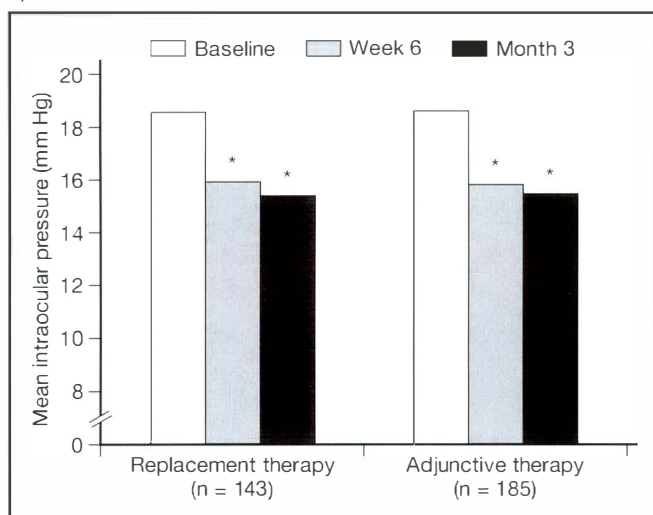 Baseline Week 6 Month 3
Mean intraocular pressure (mm Hg)
20
18
16
14
12
10
8
0
* * * *
Replacement therapy
(n = 143)
Adjunctive therapy
(n = 185)